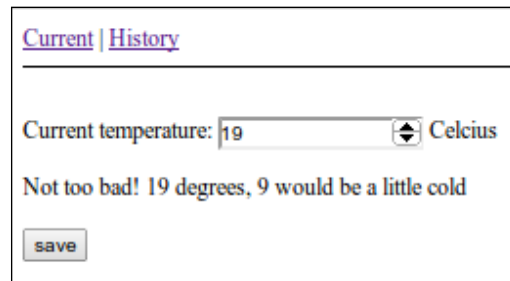 Current | History
Current temperature: 19 Celcius
Not too bad! 19 degrees, 9 would be a little cold
save